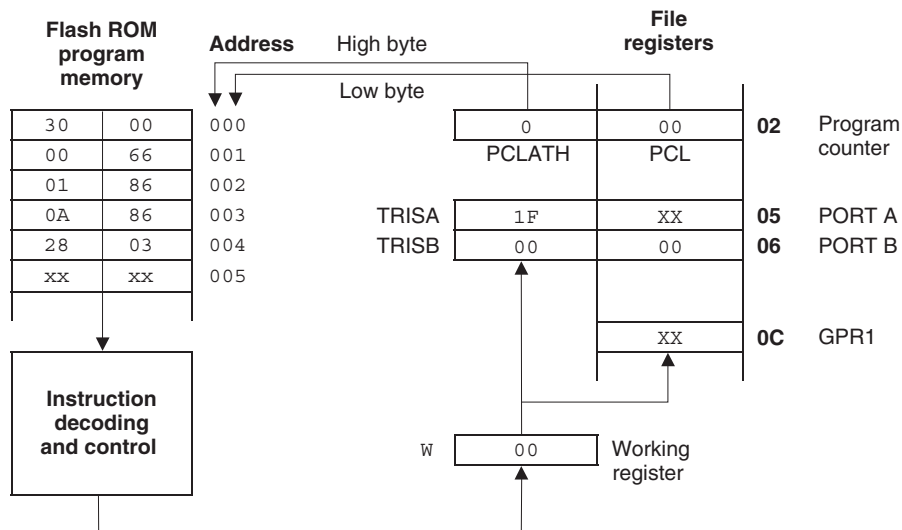 Flash ROM
program
memory
Address
High byte
Low byte
File
registers
30 00 000
00 66 001
01 86 002
0A 86 003
28 03 004
xx xx 005
0 00 02 Program
counter
PCLATH PCL
TRISA 1F XX 05 PORT A
TRISB 00 00 06 PORT B
XX 0C GPR1
Instruction
decoding
and control
W 00 Working
register